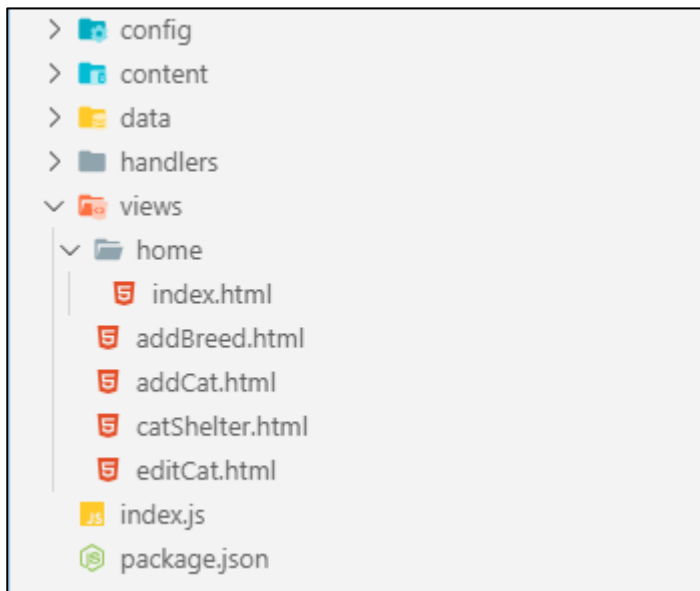 config
content
data
handlers
views
home
index.html
addBreed.html
addCat.html
catShelter.html
editCat.html
JS index.js
package.json